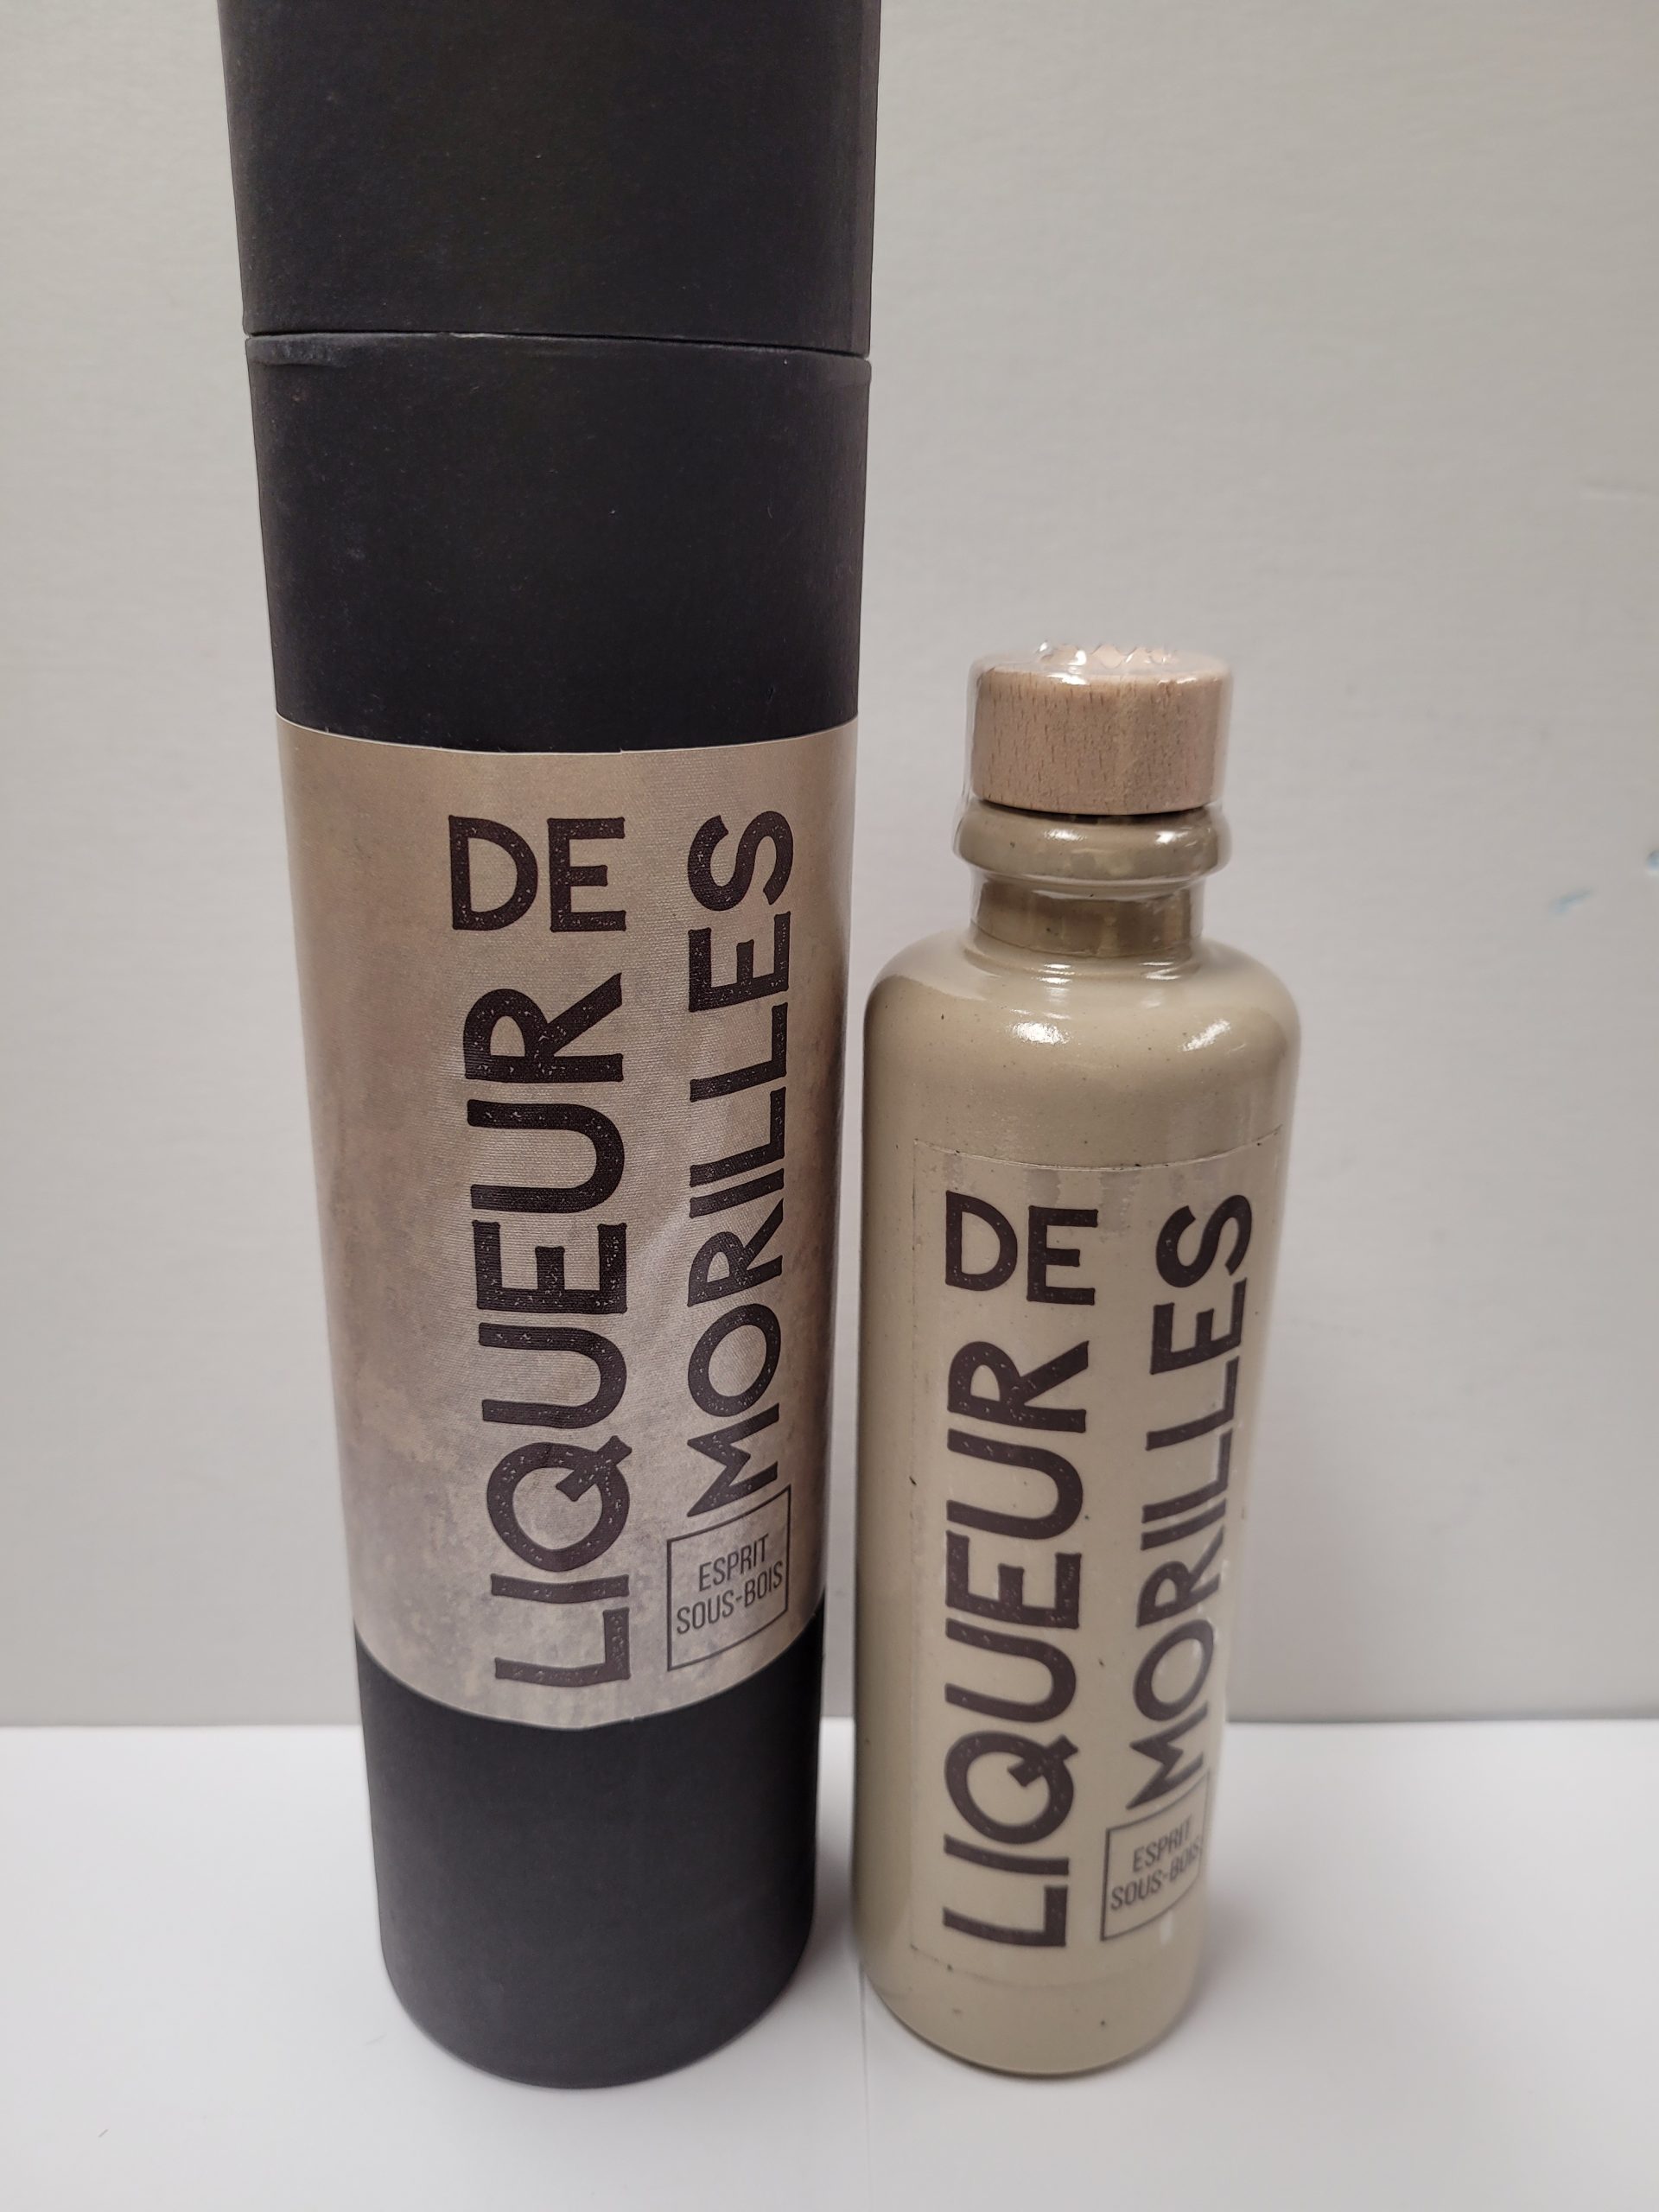 LIQUEUR DE
MORILLES
ESPRIT
SOUS-BOIS
LIQUEUR DE
MORILLES
ESPRIT
SOUS-BOIS